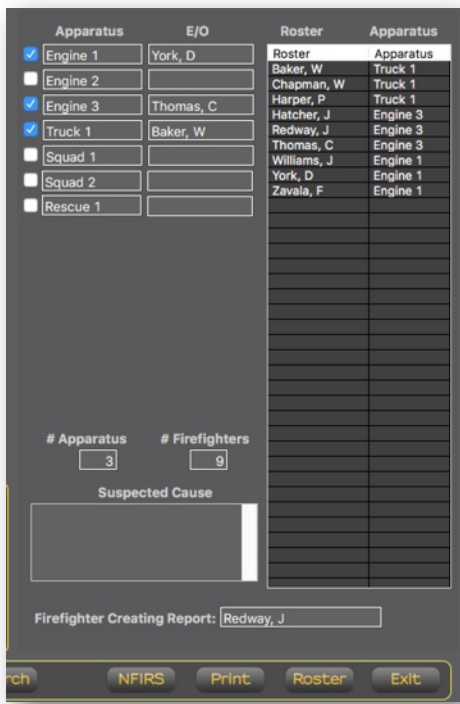 Apparatus E/O Roster Apparatus
Engine 1 York, D Roster Apparatus
Baker, W Truck 1
Engine 2 Chapman, W Truck 1
Harper, P Truck 1
Engine 3 Thomas, C Hatcher, J Engine 3
Truck 1 Baker, W Redway, J Engine 3
Thomas, C Engine 3
Squad 1 Williams, J Engine 1
Squad 2 York, D Engine 1
Rescue 1 Zavala, F Engine 1
# Apparatus # Firefighters
3 9
Suspected Cause
Firefighter Creating Report: Redway, J
rch NFIRS Print Roster Exit